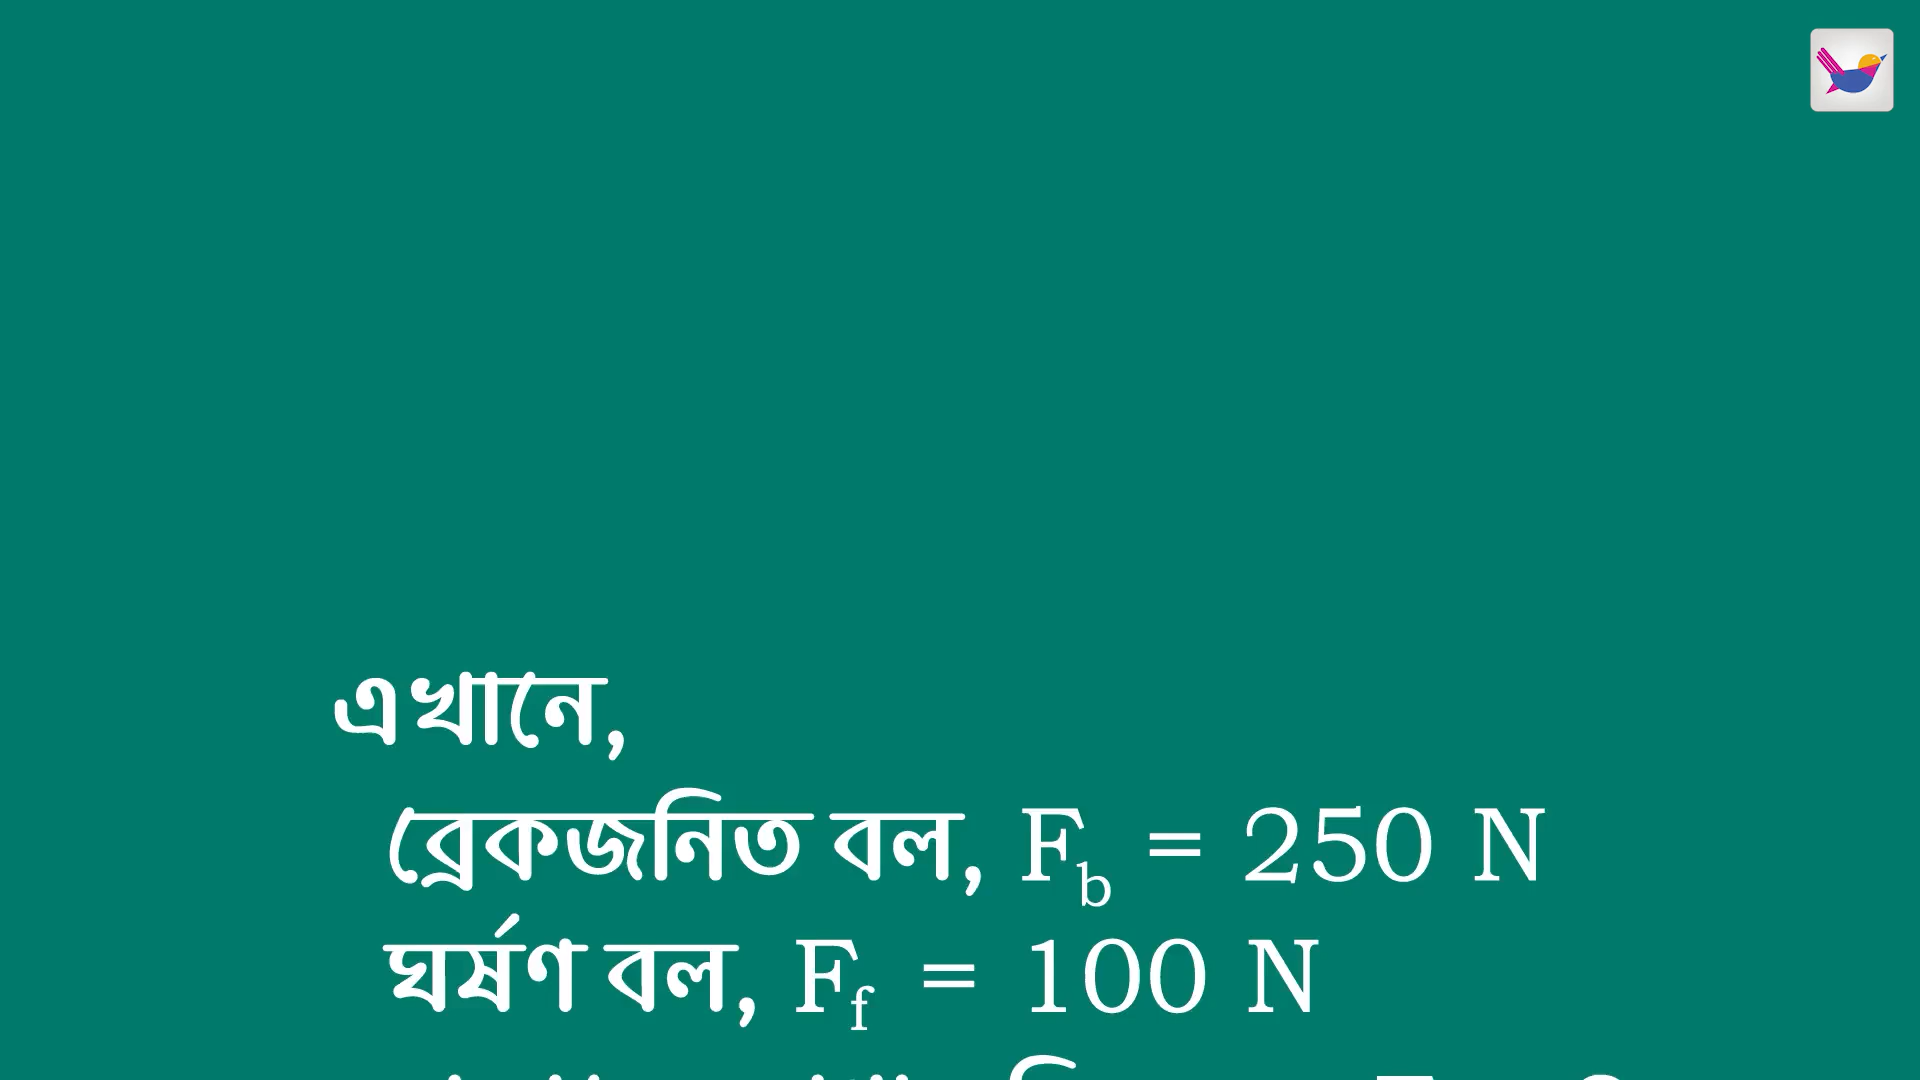 এখানে,
ব্রেকজনিত বল, F_b = 250 N
ঘর্ষণ বল, F_f = 100 N